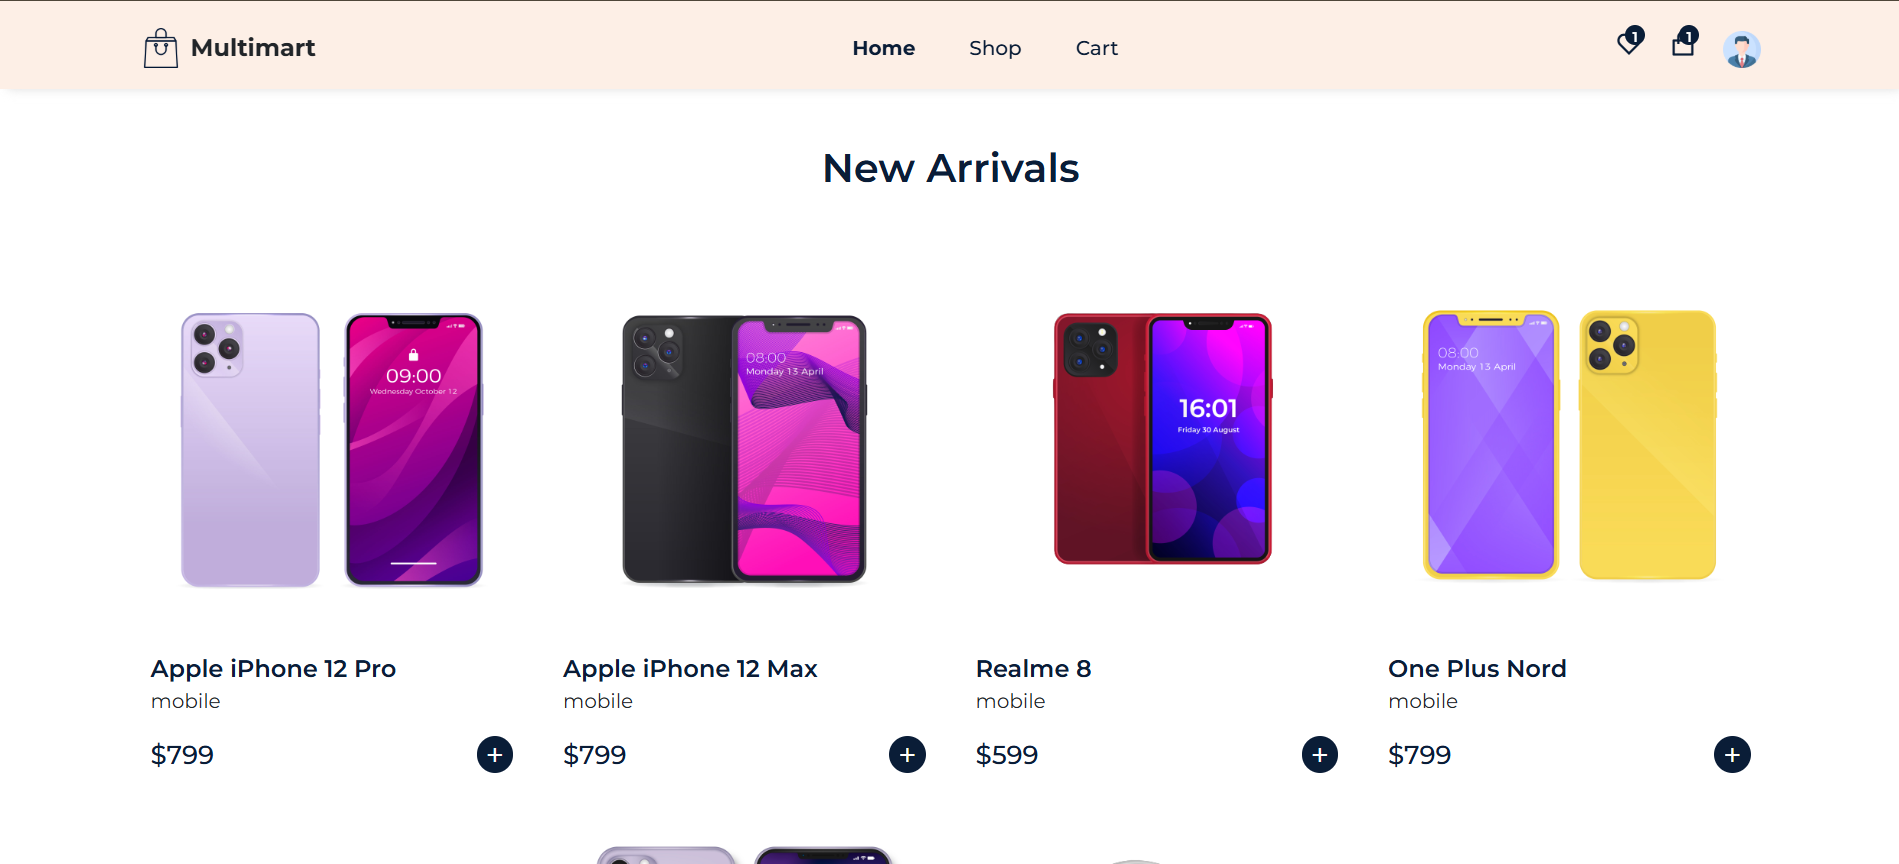 Multimart
Home Shop Cart
1 1
New Arrivals
09:00
Wednesday October 12
08:00
Monday 13 April
16:01
Friday 30 August
08:00
Monday 13 April
Apple iPhone 12 Pro
mobile
$799 +
Apple iPhone 12 Max
mobile
$799 +
Realme 8
mobile
$599 +
One Plus Nord
mobile
$799 +